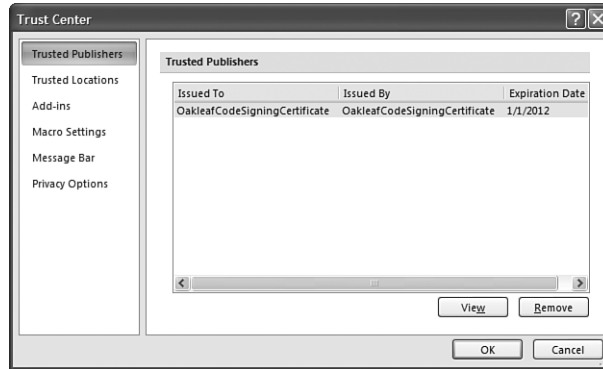 Trust Center
Trusted Publishers
Trusted Locations
Add-ins
Macro Settings
Message Bar
Privacy Options
Trusted Publishers
Issued To Issued By Expiration Date
OakleafCodeSigningCertificate OakleafCodeSigningCertificate 1/1/2012
View Remove
OK Cancel